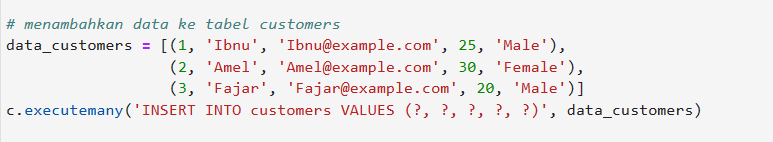 # menambahkan data ke tabel customers
data_customers = [(1, 'Ibnu', 'Ibnu@example.com', 25, 'Male'),
(2, 'Amel', 'Amel@example.com', 30, 'Female'),
(3, 'Fajar', 'Fajar@example.com', 20, 'Male')]
c.executemany('INSERT INTO customers VALUES (?, ?, ?, ?, ?)', data_customers)